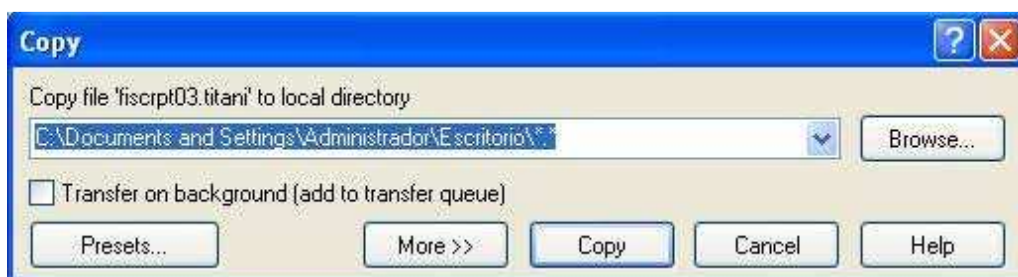 Copy
Copy file 'fiscrpt03.titani' to local directory
C:\Documents and Settings\Administrador\Escritorio\*.*
Browse...
Transfer on background (add to transfer queue)
Presets... More >> Copy Cancel Help